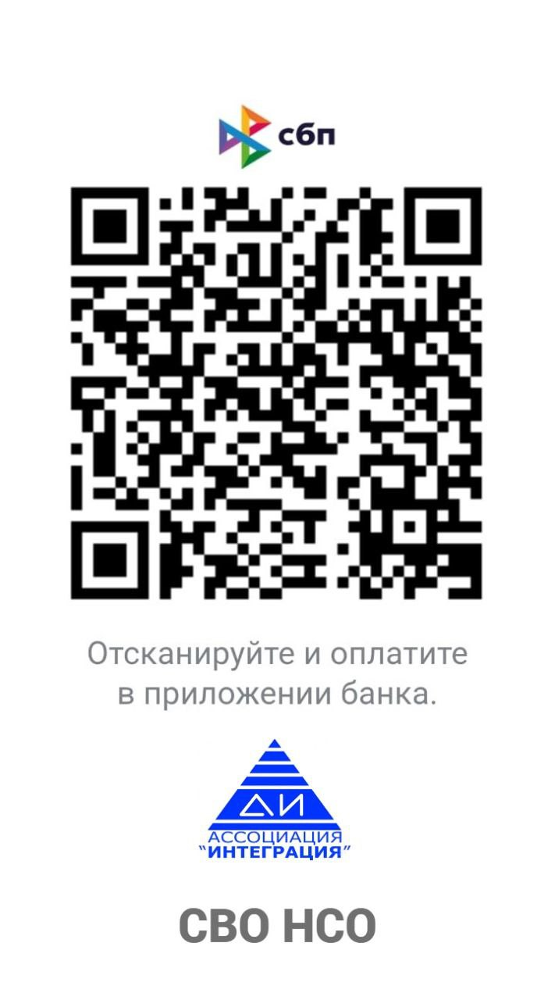 сбп
Отсканируйте и оплатите
в приложении банка.
ДИ
АССОЦИАЦИЯ
"ИНТЕГРАЦИЯ"
СВО НСО